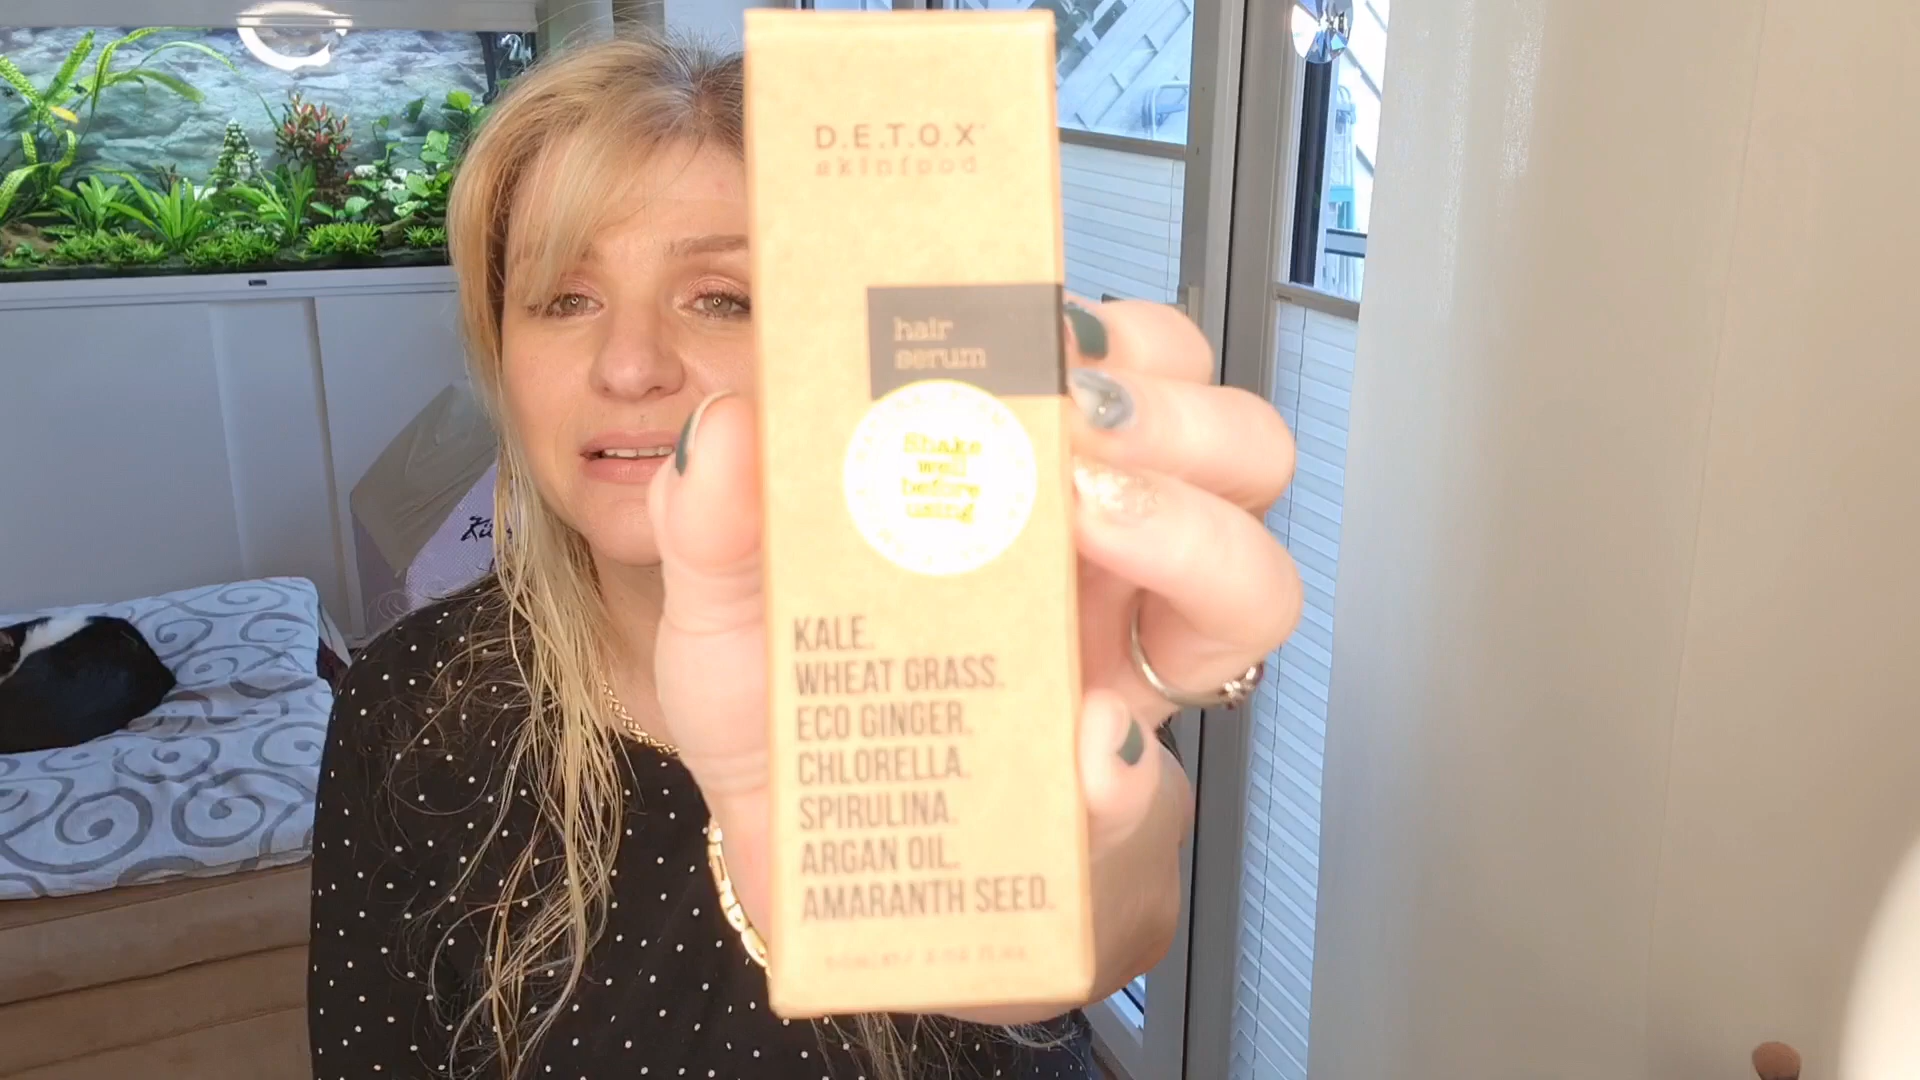 D.E.T.O.X
skinfood
hair
serum
Shake
well
before
using
KALE.
WHEAT GRASS.
ECO GINGER.
CHLORELLA.
SPIRULINA.
ARGAN OIL.
AMARANTH SEED.